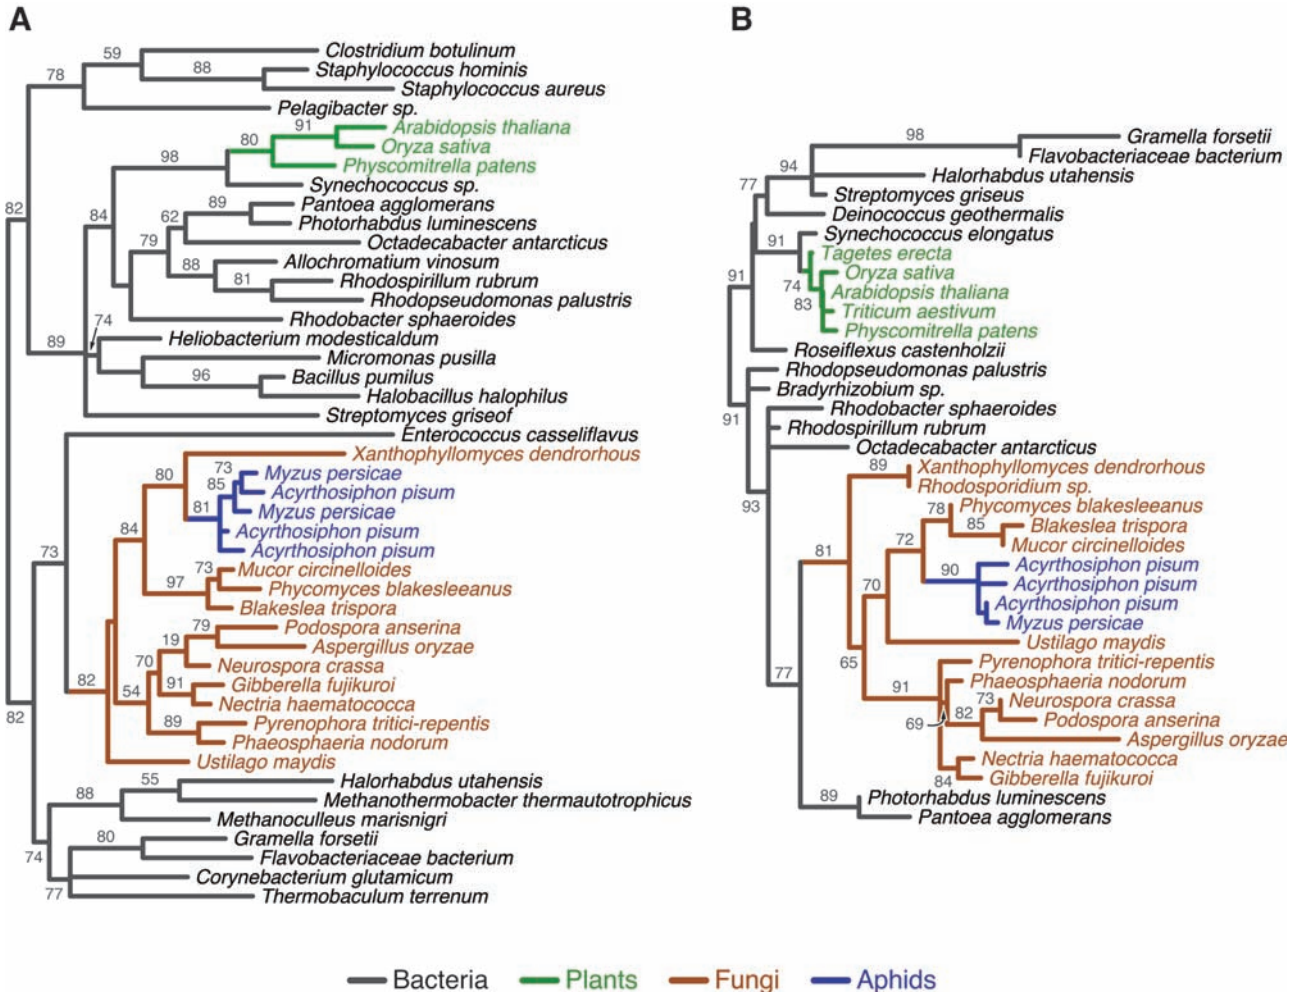 A
59
Clostridium botulinum
88
Staphylococcus hominis
78
Staphylococcus aureus
Pelagibacter sp.
91
Arabidopsis thaliana
80
Oryza sativa
98
Physcomitrella patens
Synechococcus sp.
89
Pantoea agglomerans
82
84
62
Photorhabdus luminescens
79
Octadecabacter antarcticus
88
Allochromatium vinosum
81
Rhodospirillum rubrum
Rhodopseudomonas palustris
74
Rhodobacter sphaeroides
89
Heliobacterium modesticaldum
Micromonas pusilla
96
Bacillus pumilus
Halobacillus halophilus
Streptomyces griseof
Enterococcus casseliflavus
Xanthophyllomyces dendrorhous
80
73
Myzus persicae
85
Acyrthosiphon pisum
81
Myzus persicae
84
Acyrthosiphon pisum
73
Acyrthosiphon pisum
73
Mucor circinelloides
97
Phycomyces blakesleeanus
Blakeslea trispora
79
Podospora anserina
19
Aspergillus oryzae
70
Neurospora crassa
82
91
Gibberella fujikuroi
54
Nectria haematococca
82
89
Pyrenophora tritici-repentis
Phaeosphaeria nodorum
Ustilago maydis
55
Halorhabdus utahensis
88
Methanothermobacter thermautotrophicus
Methanoculleus marisnigri
80
Gramella forsetii
74
Flavobacteriaceae bacterium
Corynebacterium glutamicum
77
Thermobaculum terrenum
B
98
Gramella forsetii
Flavobacteriaceae bacterium
94
Halorhabdus utahensis
77
Streptomyces griseus
Deinococcus geothermalis
91
Synechococcus elongatus
Tagetes erecta
91
Oryza sativa
74
Arabidopsis thaliana
83
Triticum aestivum
Physcomitrella patens
Roseiflexus castenholzii
Rhodopseudomonas palustris
Bradyrhizobium sp.
91
Rhodobacter sphaeroides
Rhodospirillum rubrum
Octadecabacter antarcticus
89
Xanthophyllomyces dendrorhous
Rhodosporidium sp.
93
78
Phycomyces blakesleeanus
85
Blakeslea trispora
81
72
Mucor circinelloides
90
Acyrthosiphon pisum
Acyrthosiphon pisum
70
Acyrthosiphon pisum
Myzus persicae
Ustilago maydis
65
Pyrenophora tritici-repentis
77
91
Phaeosphaeria nodorum
73
Neurospora crassa
69
82
Podospora anserina
Aspergillus oryzae
Nectria haematococca
84
Gibberella fujikuroi
89
Photorhabdus luminescens
Pantoea agglomerans
Bacteria Plants Fungi Aphids